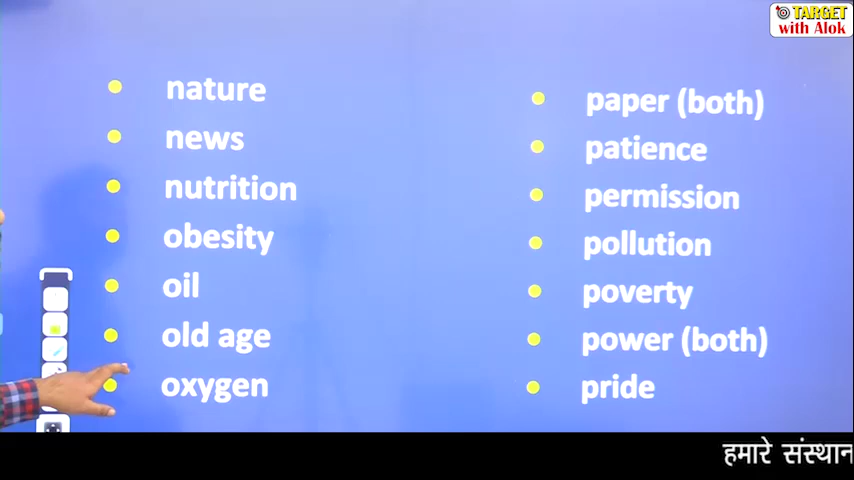 TARGET
with Alok
nature
news
nutrition
obesity
oil
old age
oxygen
paper (both)
patience
permission
pollution
poverty
power (both)
pride
हमारे संस्थान